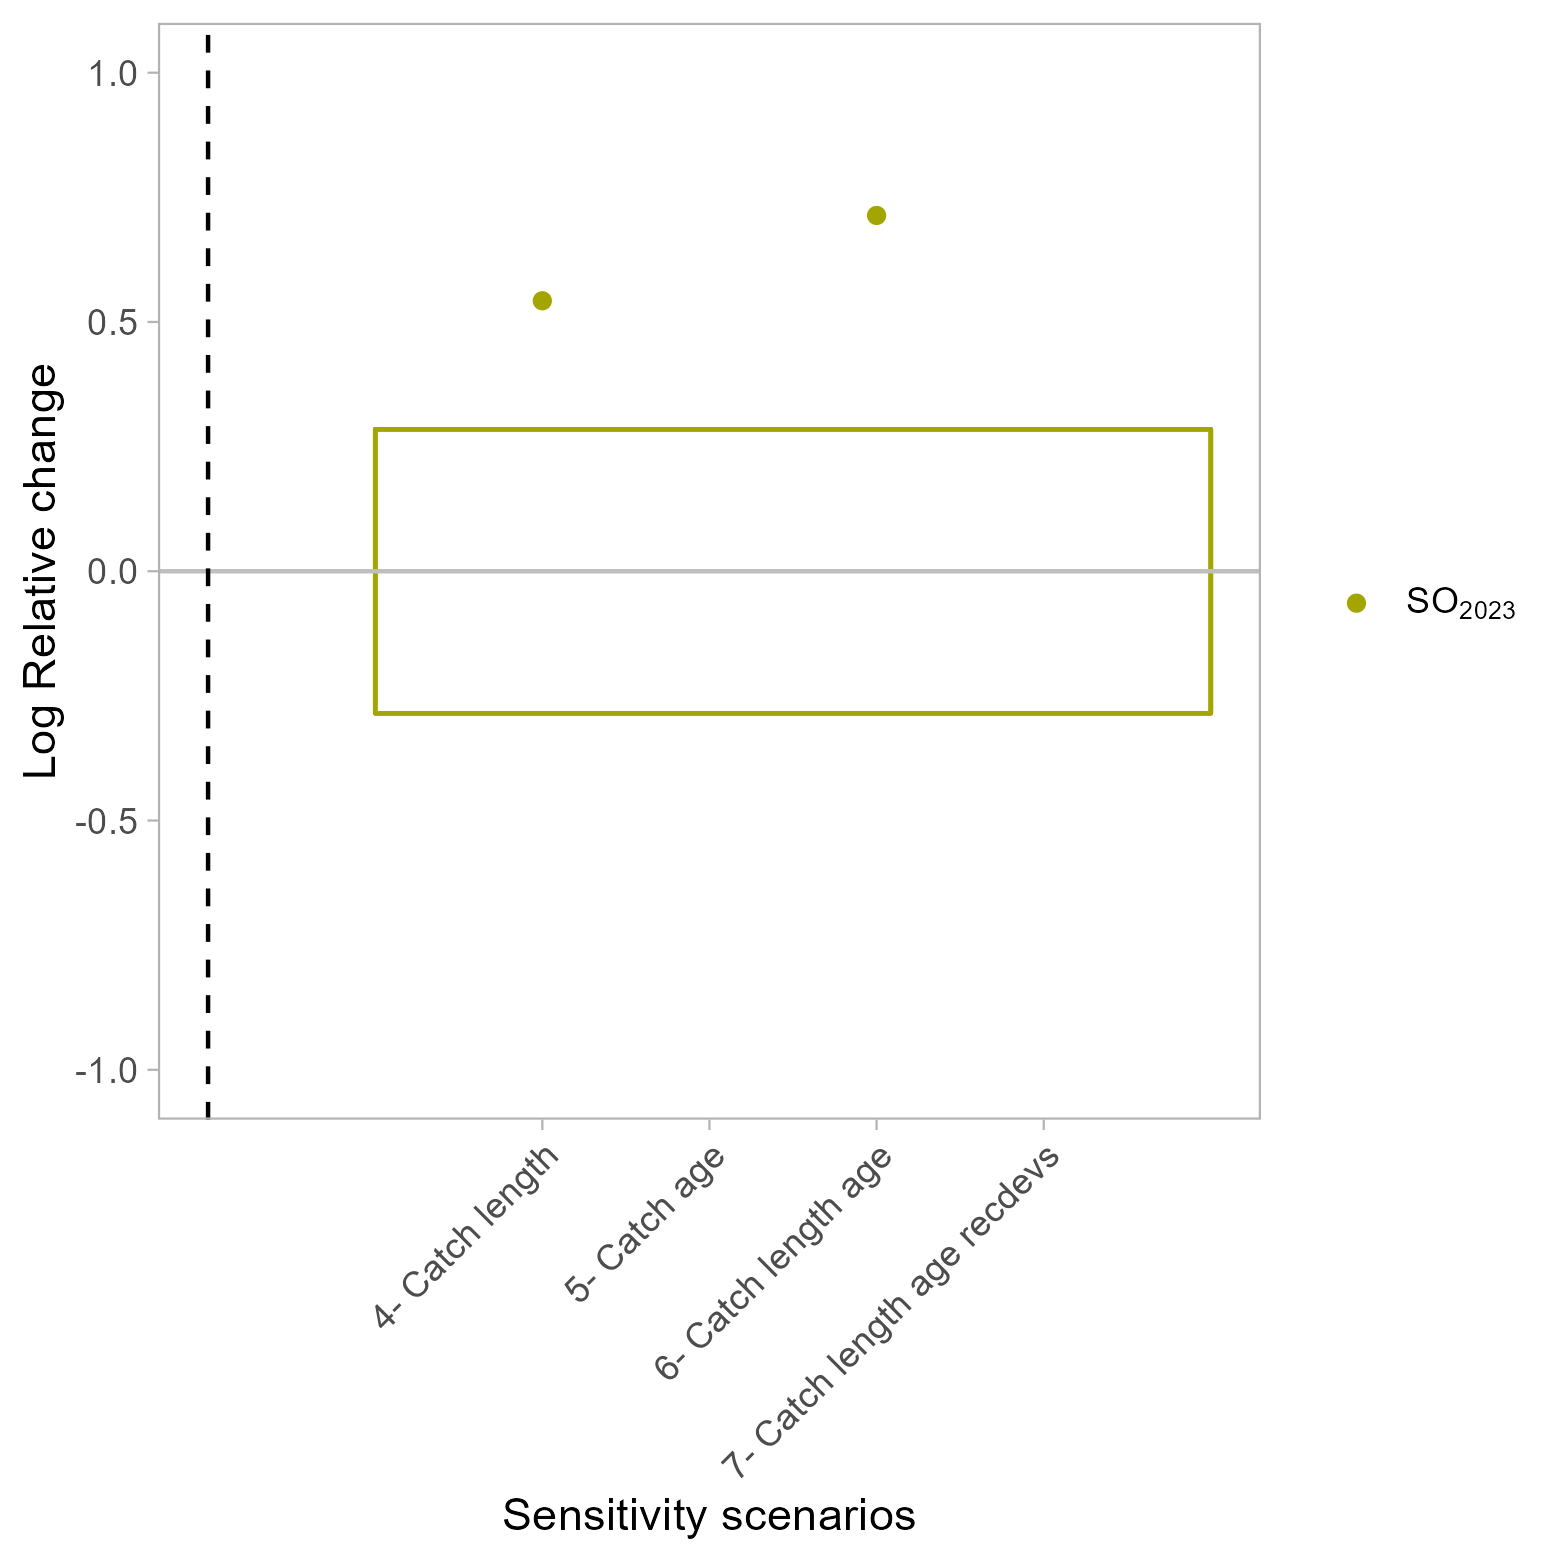 Log Relative change
1.0
0.5
0.0
-0.5
-1.0
4- Catch length
5- Catch age
6- Catch length age
7- Catch length age recdevs
Sensitivity scenarios
SO2023